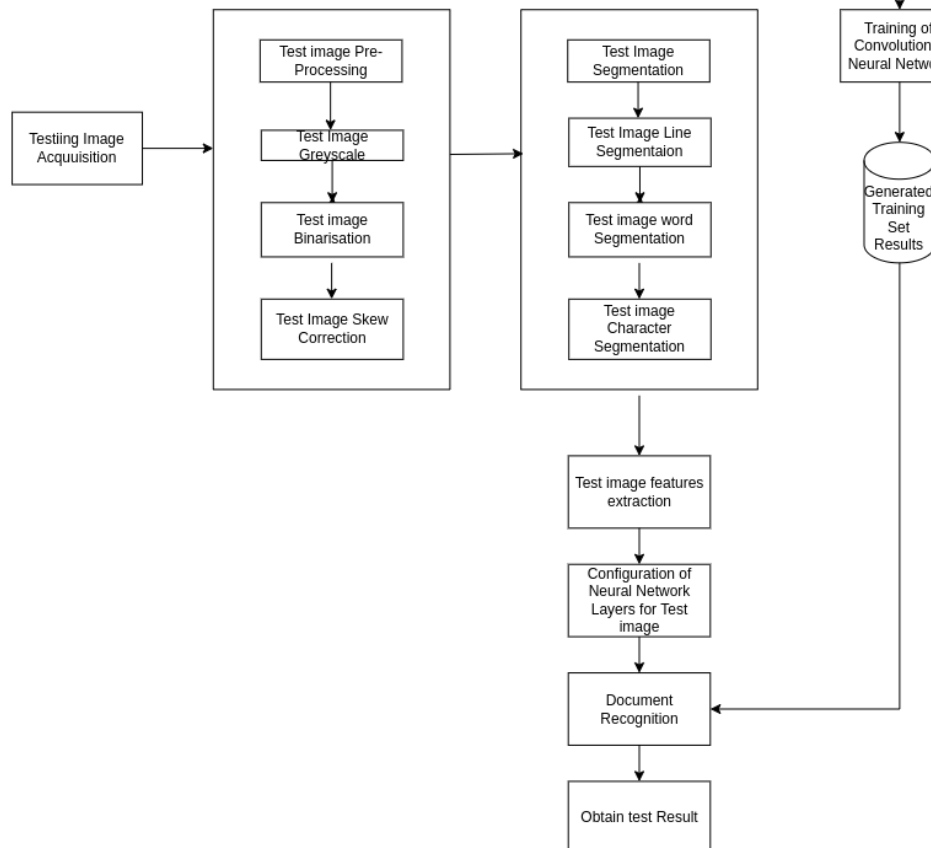 Testiing Image
Acquuisition
Test image Pre-
Processing
Test Image
Greyscale
Test image
Binarisation
Test Image Skew
Correction
Test Image
Segmentation
Test Image Line
Segmentaion
Test image word
Segmentation
Test image
Character
Segmentation
Test image features
extraction
Configuration of
Neural Network
Layers for Test
image
Document
Recognition
Obtain test Result
Training of
Convolution
Neural Netw
Generated
Training
Set
Results